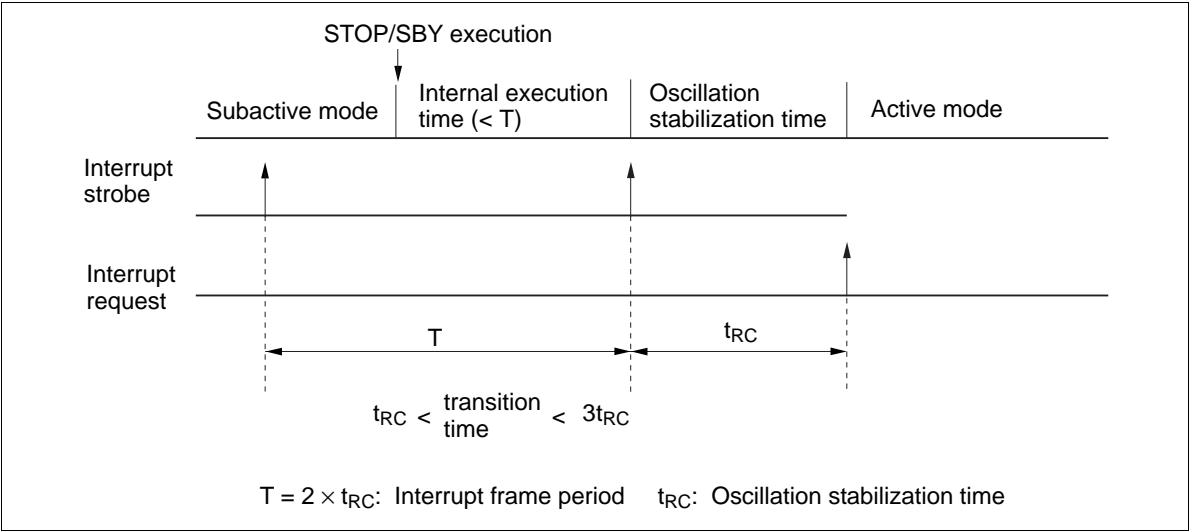 STOP/SBY execution
Subactive mode
Internal execution
time (< T)
Oscillation
stabilization time
Active mode
Interrupt
strobe
Interrupt
request
T
tRC
tRC < transition time < 3tRC
T = 2 × tRC: Interrupt frame period tRC: Oscillation stabilization time